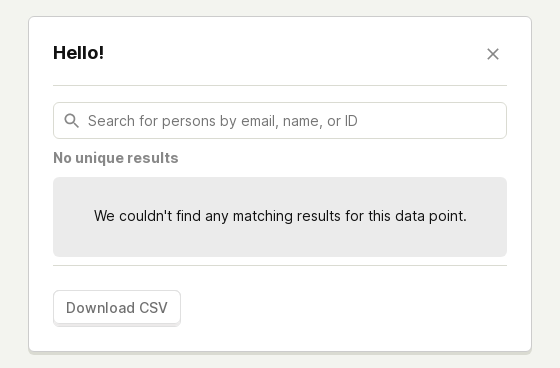 Hello!
Search for persons by email, name, or ID
No unique results
We couldn't find any matching results for this data point.
Download CSV